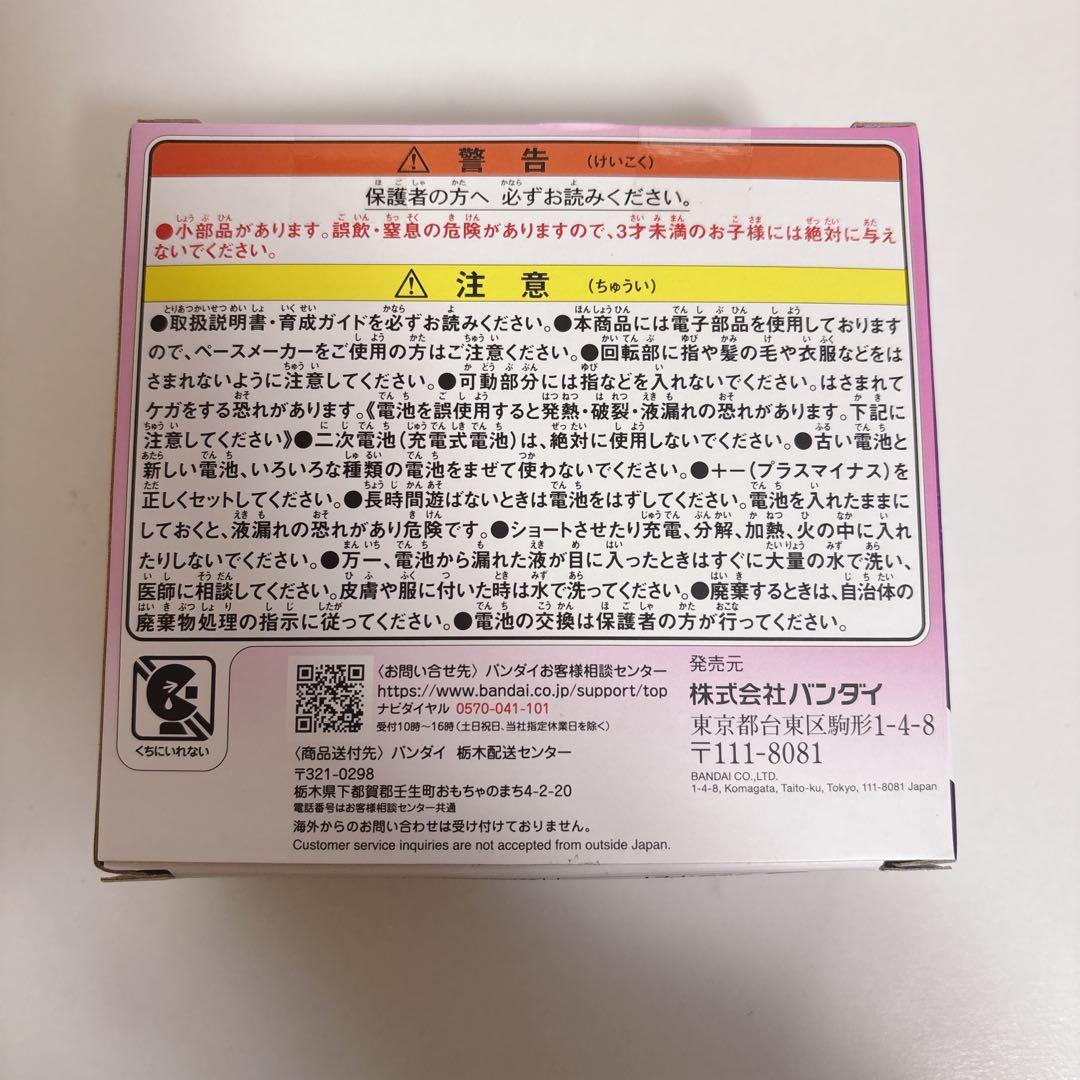 警告 (けいこく)
保護者の方へ 必ずお読みください。
●小部品があります。誤飲・窒息の危険がありますので、3才未満のお子様には絶対に与え
ないでください。
注意 (ちゅうい)
●取扱説明書・育成ガイドを必ずお読みください。●本商品には電子部品を使用しております
ので、ペースメーカーをご使用の方はご注意ください。●回転部に指や髪の毛や衣服などをは
さまれないように注意してください。●可動部分には指などを入れないでください。はさまれて
ケガをする恐れがあります。《電池を誤使用すると発熱・破裂・液漏れの恐れがあります。下記に
注意してください》●二次電池(充電式電池)は、絶対に使用しないでください。●古い電池と
新しい電池、いろいろな種類の電池をまぜて使わないでください。●+-(プラスマイナス)を
正しくセットしてください。●長時間遊ばないときは電池をはずしてください。電池を入れたままに
しておくと、液漏れの恐れがあり危険です。●ショートさせたり充電、分解、加熱、火の中に入れ
たりしないでください。●万一、電池から漏れた液が目に入ったときはすぐに大量の水で洗い、
医師に相談してください。皮膚や服に付いた時は水で洗ってください。●廃棄するときは、自治体の
廃棄物処理の指示に従ってください。●電池の交換は保護者の方が行ってください。
くちにいれない
〈お問い合せ先〉バンダイお客様相談センター
https://www.bandai.co.jp/support/top
ナビダイヤル 0570-041-101
受付10時～16時(土日祝日、当社指定休業日を除く)
〈商品送付先〉バンダイ 栃木配送センター
〒321-0298
栃木県下都賀郡壬生町おもちゃのまち4-2-20
電話番号はお客様相談センター共通
海外からのお問い合わせは受け付けておりません。
Customer service inquiries are not accepted from outside Japan.
発売元
株式会社バンダイ
東京都台東区駒形1-4-8
〒111-8081
BANDAI CO.,LTD.
1-4-8, Komagata, Taito-ku, Tokyo, 111-8081 Japan